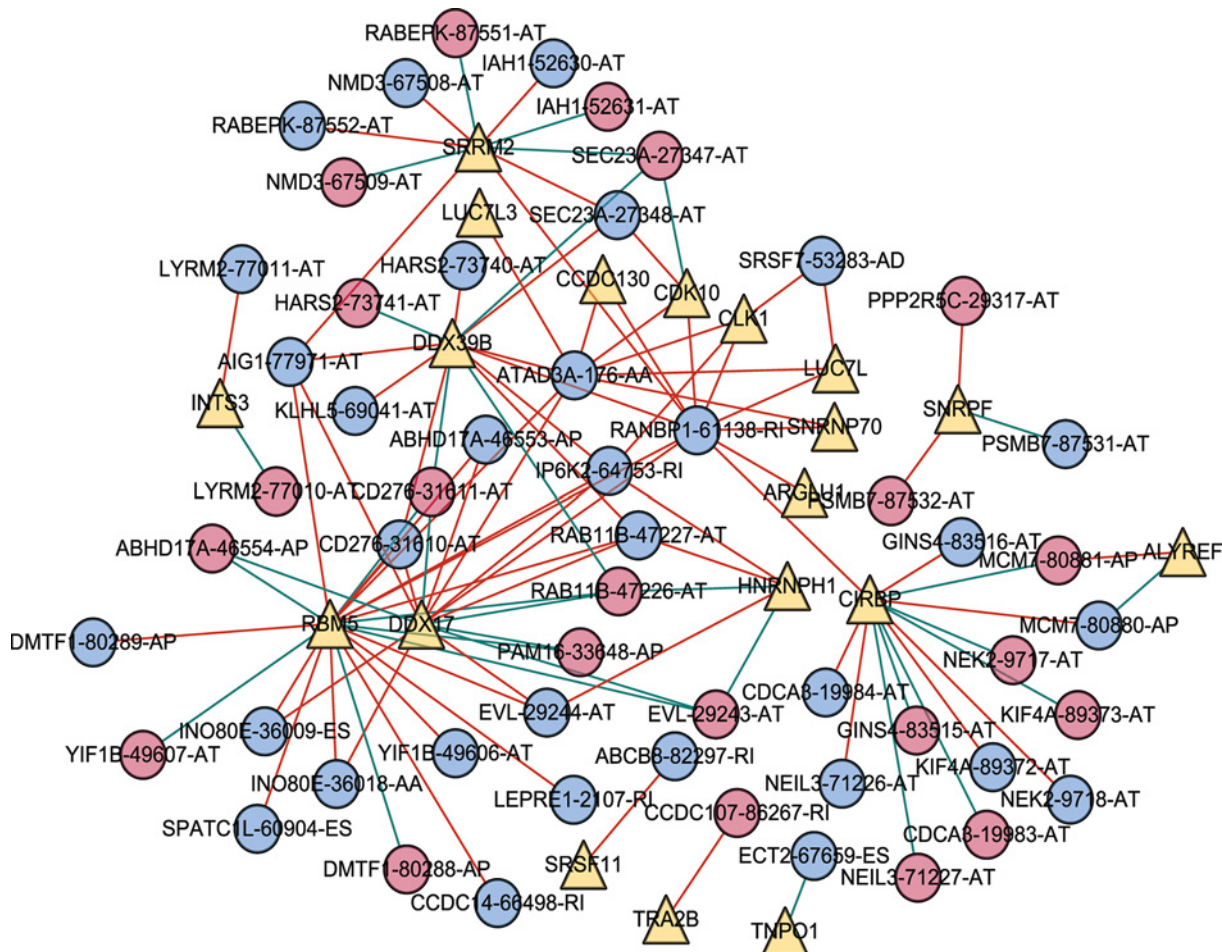 RABEPK-87551-AT
IAH1-52630-AT
NMD3-67508-AT
IAH1-52631-AT
RABEPK-87552-AT
SRRM2
SEC23A-27347-AT
NMD3-67509-AT
LUC7L3
SEC23A-27348-AT
LYRM2-77011-AT
HARS2-73740-AT
SRSF7-53283-AD
CCDC130
CDK10
HARS2-73741-AT
PPP2R5C-29317-AT
CLK1
DDX39B
AIG1-77971-AT
ATAD3A-176-AA
LUC7L
INTS3
KLHL5-69041-AT
SNRPF
RANBP1-61138-RI
SNRNP70
ABHD17A-46553-AP
PSMB7-87531-AT
IP6K2-64753-RI
LYRM2-77010-AT
CD276-31611-AT
ARGLU1
PSMB7-87532-AT
ABHD17A-46554-AP
CD276-31610-AT
RAB11B-47227-AT
GINS4-83516-AT
MCM7-80881-AP
ALYREF
RAB11B-47226-AT
HNRNPH1
CIRBP
RBM5
DDX17
MCM7-80880-AP
DMTF1-80289-AP
PAM16-33648-AP
NEK2-9717-AT
CDCA3-19984-AT
EVL-29244-AT
EVL-29243-AT
KIF4A-89373-AT
INO80E-36009-ES
GINS4-83515-AT
YIF1B-49607-AT
YIF1B-49606-AT
ABCB8-82297-RI
KIF4A-89372-AT
INO80E-36018-AA
NEIL3-71226-AT
LEPRE1-2107-RI
NEK2-9718-AT
CCDC107-86267-RI
SPATC1L-60904-ES
CDCA3-19983-AT
ECT2-67659-ES
SRSF11
DMTF1-80288-AP
NEIL3-71227-AT
CCDC14-66498-RI
TRA2B
TNPO1